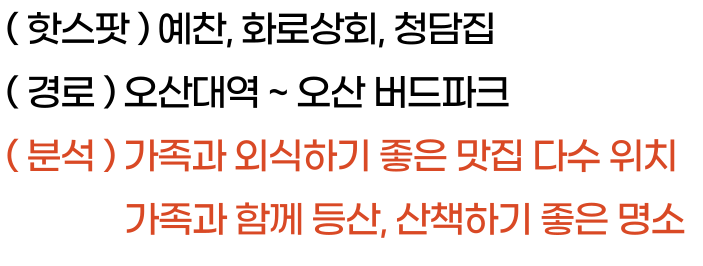 ( 핫스팟 ) 예찬, 화로상회, 청담집
( 경로 ) 오산대역 ~ 오산 버드파크
( 분석 ) 가족과 외식하기 좋은 맛집 다수 위치
가족과 함께 등산, 산책하기 좋은 명소